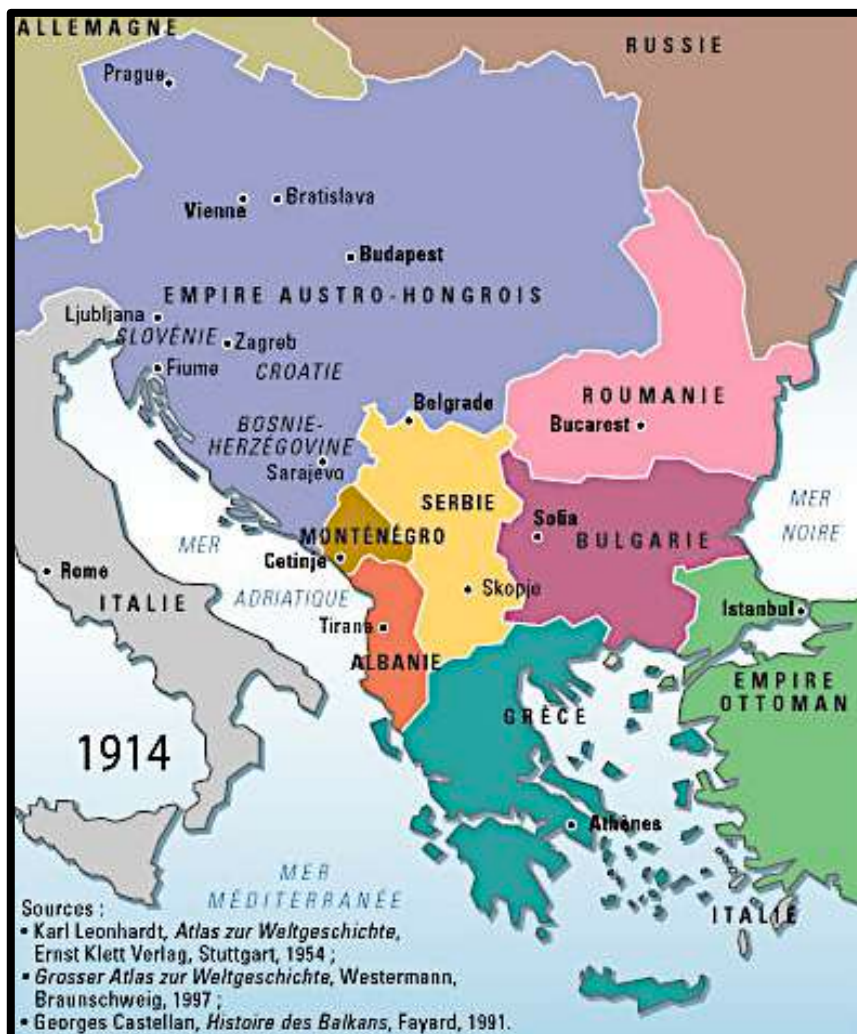 ALLEMAGNE
RUSSIE
Prague
Vienne
Bratislava
Budapest
EMPIRE AUSTRO-HONGROIS
Ljubljana
SLOVÉNIE
Zagreb
Fiume
CROATIE
ROUMANIE
Belgrade
Bucarest
BOSNIE-
HERZÉGOVINE
Sarajevo
SERBIE
MER
NOIRE
Sofia
BULGARIE
MONTÉNÉGRO
MER
ADRIATIQUE
Cetinje
Rome
ITALIE
Skopje
Istanbul
Tirana
ALBANIE
EMPIRE
OTTOMAN
GRÈCE
1914
Athènes
MER
MÉDITERRANÉE
ITALIE
Sources :
• Karl Leonhardt, Atlas zur Weltgeschichte,
Ernst Klett Verlag, Stuttgart, 1954 ;
• Grosser Atlas zur Weltgeschichte, Westermann,
Braunschweig, 1997 ;
• Georges Castellan, Histoire des Balkans, Fayard, 1991.